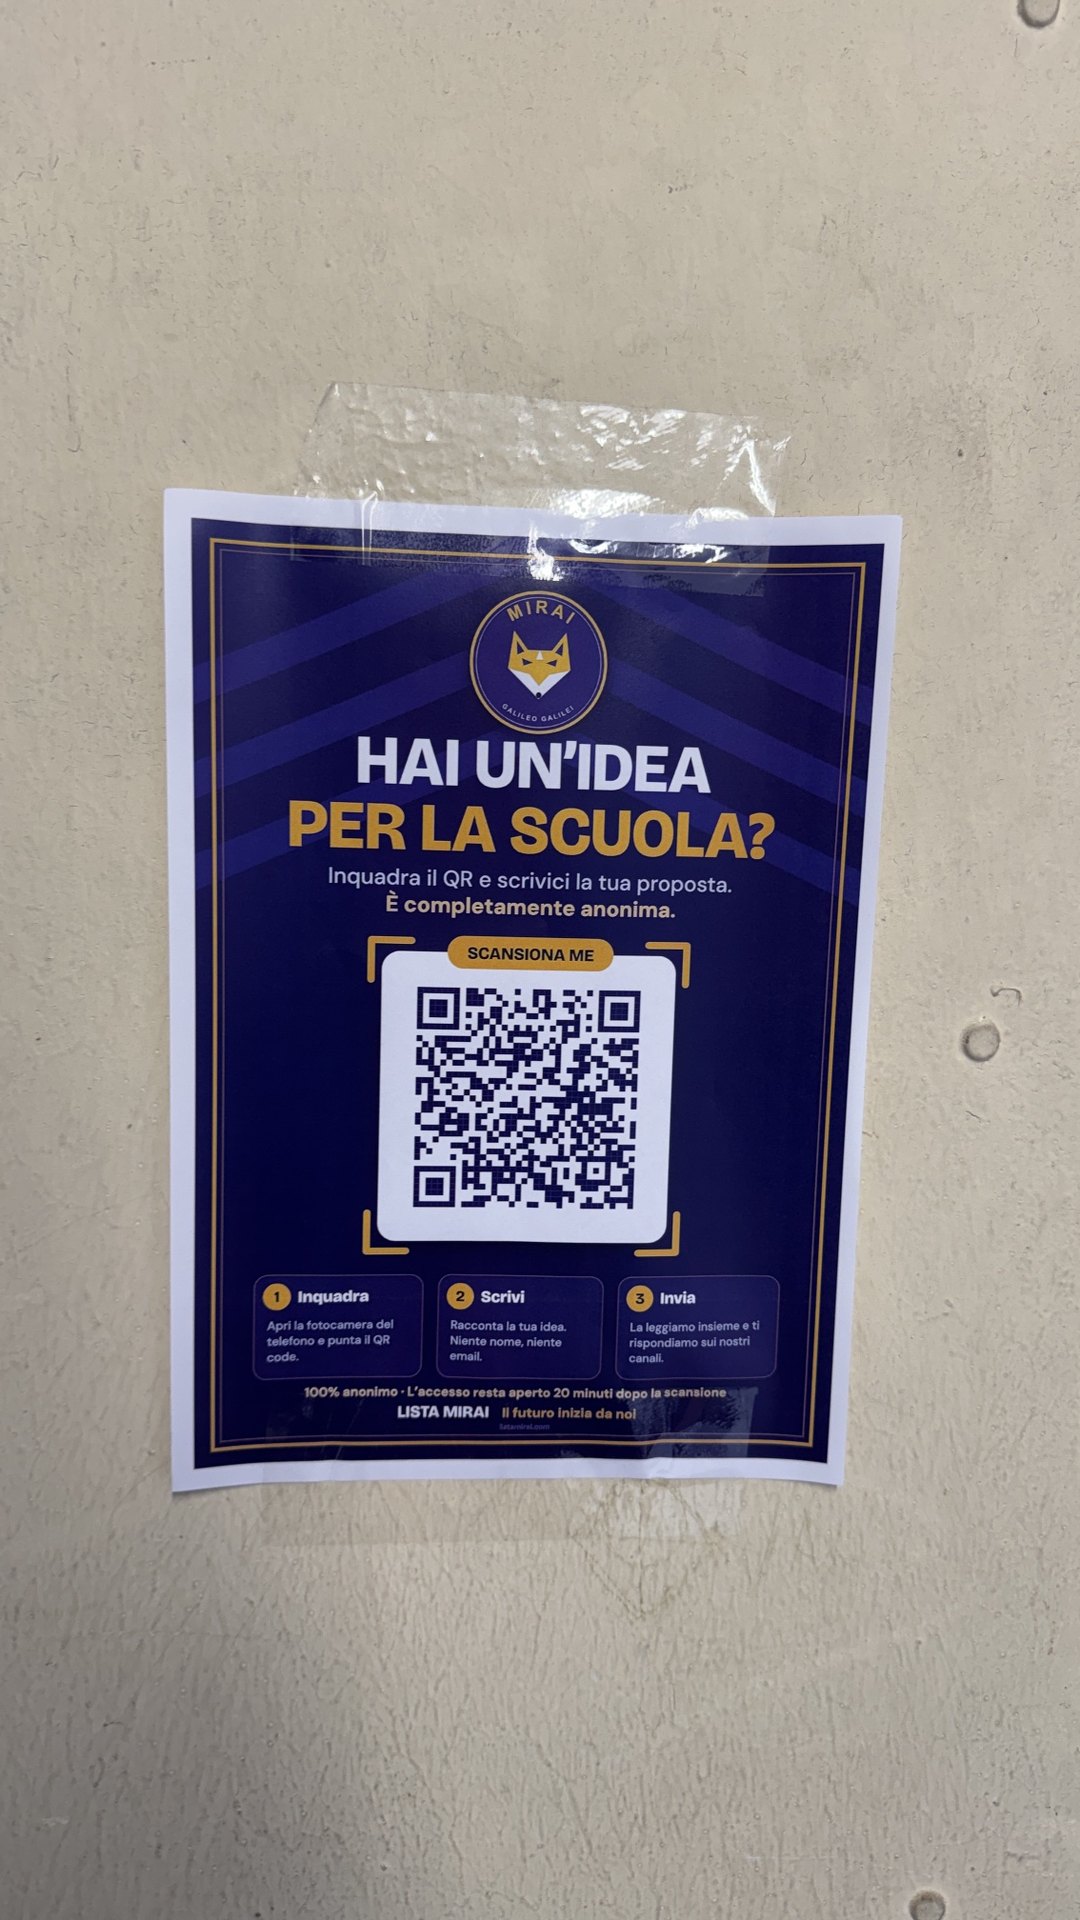 MIRAI
GALILEO GALILEI
HAI UN'IDEA
PER LA SCUOLA?
Inquadra il QR e scrivici la tua proposta.
È completamente anonima.
SCANSIONA ME
1 Inquadra
Apri la fotocamera del
telefono e punta il QR
code.
2 Scrivi
Racconta la tua idea.
Niente nome, niente
email.
3 Invia
La leggiamo insieme e ti
rispondiamo sui nostri
canali.
100% anonimo · L'accesso resta aperto 20 minuti dopo la scansione
LISTA MIRAI Il futuro inizia da noi
listamirai.com